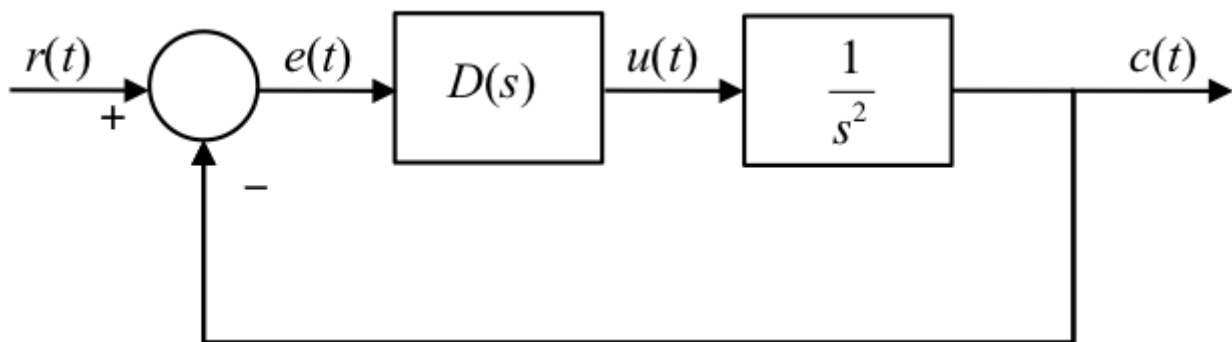 r(t)
+
−
e(t)
D(s)
u(t)
1
s²
c(t)